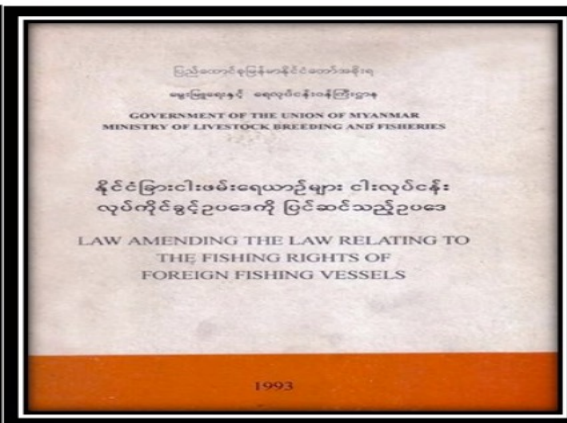 ပြည်ထောင်စုမြန်မာနိုင်ငံတော်အစိုးရ
မွေးမြူရေးနှင့် ရေလုပ်ငန်းဝန်ကြီးဌာန
GOVERNMENT OF THE UNION OF MYANMAR
MINISTRY OF LIVESTOCK BREEDING AND FISHERIES
နိုင်ငံခြားငါးဖမ်းရေယာဉ်များ ငါးလုပ်ငန်း
လုပ်ကိုင်ခွင့်ဥပဒေကို ပြင်ဆင်သည့်ဥပဒေ
LAW AMENDING THE LAW RELATING TO
THE FISHING RIGHTS OF
FOREIGN FISHING VESSELS
1993